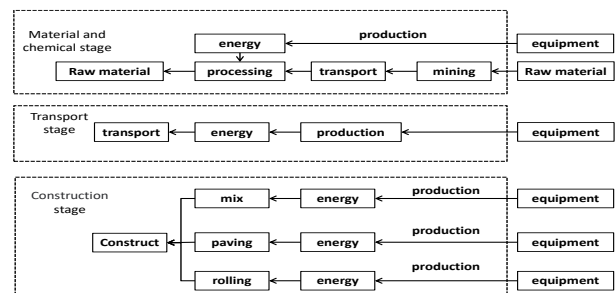 Material and
chemical stage
production
energy
equipment
Raw material
processing
transport
mining
Raw material
Transport
stage
transport
energy
production
equipment
Construction
stage
production
mix
energy
equipment
production
Construct
paving
energy
equipment
production
rolling
energy
equipment